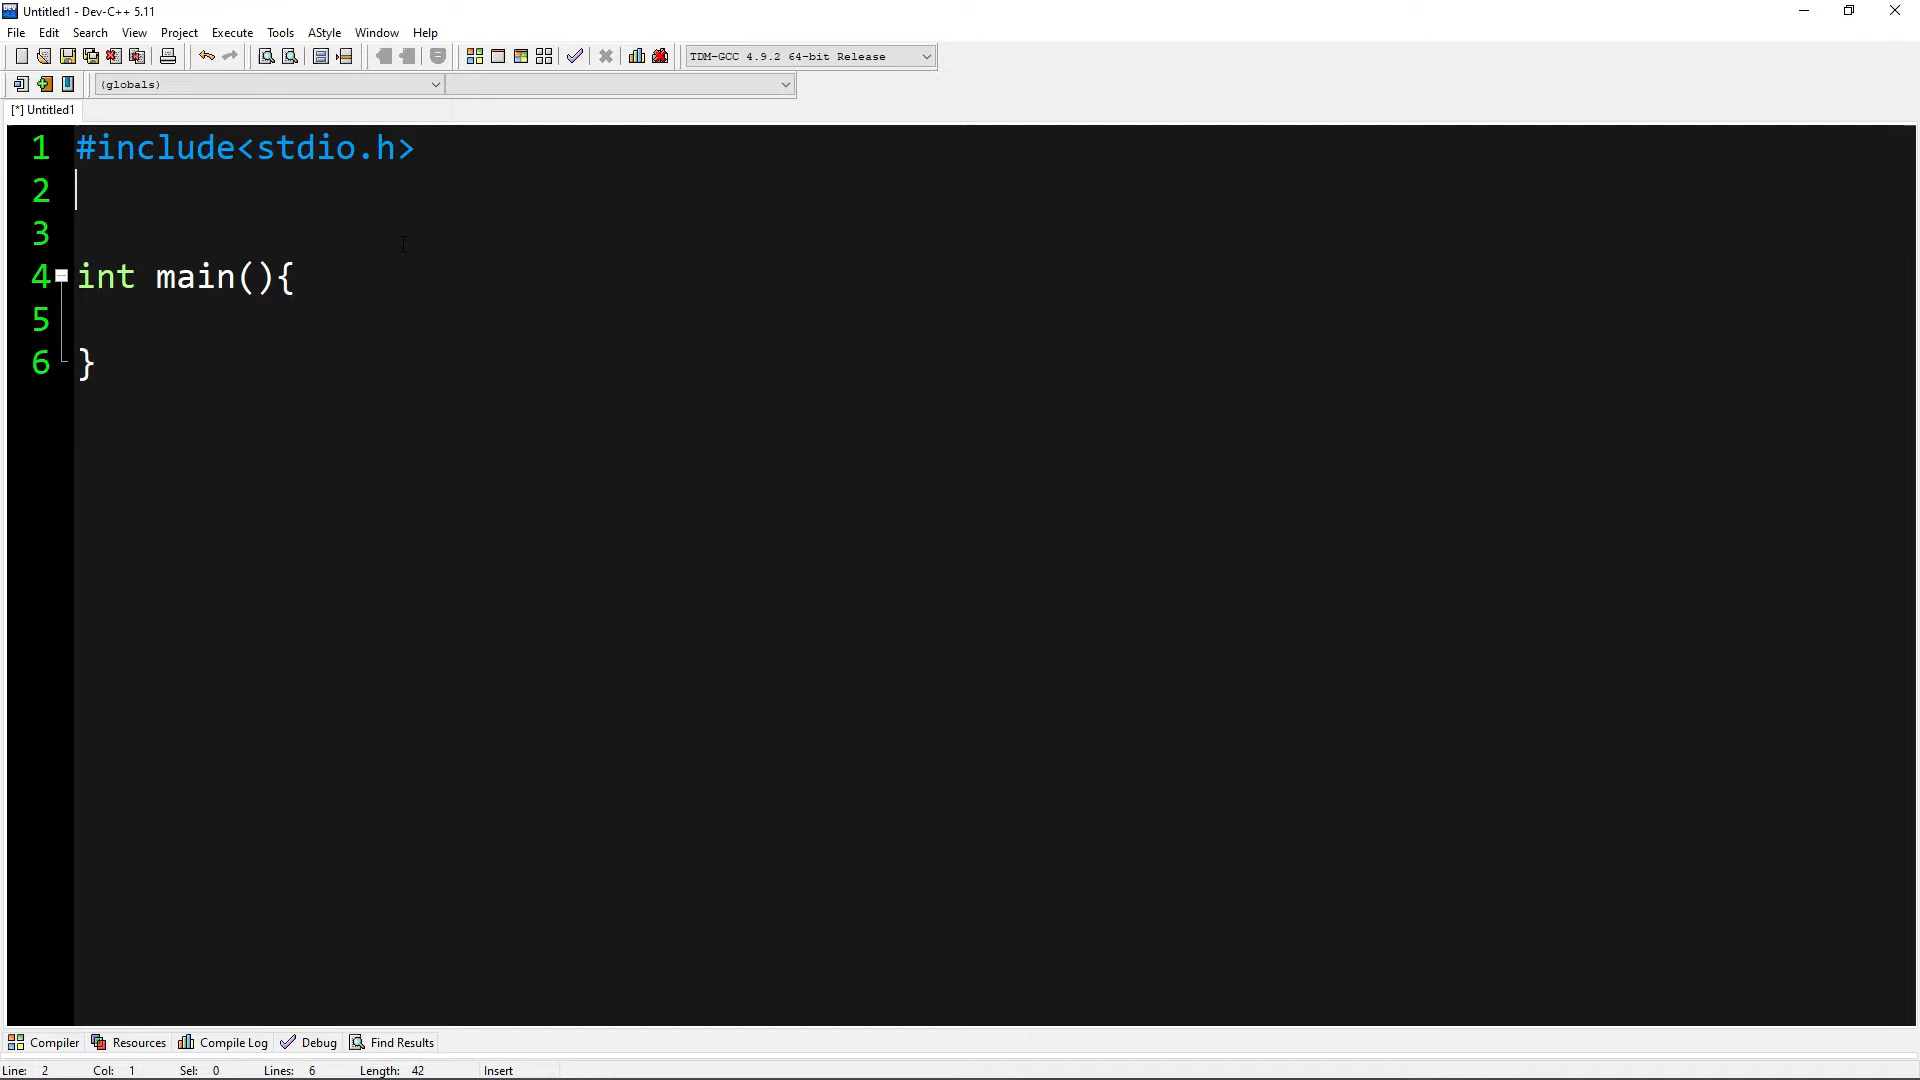 Untitled1 - Dev-C++ 5.11
File Edit Search View Project Execute Tools AStyle Window Help
TDM-GCC 4.9.2 64-bit Release
(globals)
[*] Untitled1
1 #include<stdio.h>
2
3
4 int main(){
5
6 }
Compiler Resources Compile Log Debug Find Results
Line: 2 Col: 1 Sel: 0 Lines: 6 Length: 42 Insert